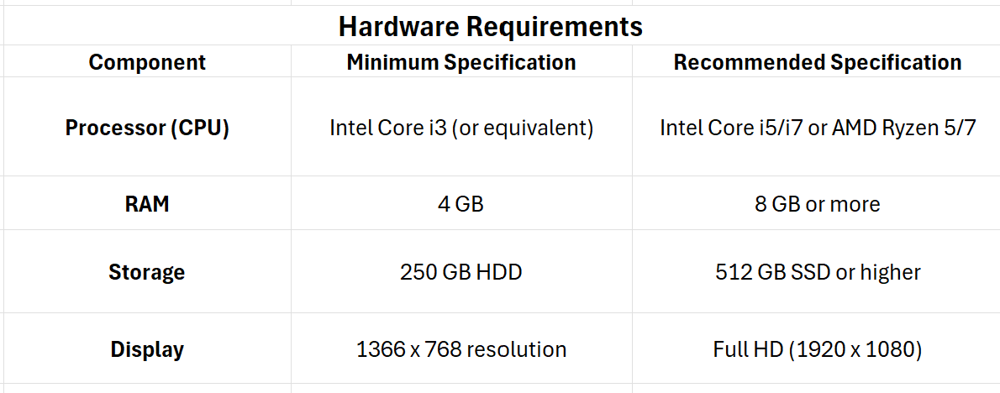 Hardware Requirements
Component Minimum Specification Recommended Specification
Processor (CPU) Intel Core i3 (or equivalent) Intel Core i5/i7 or AMD Ryzen 5/7
RAM 4 GB 8 GB or more
Storage 250 GB HDD 512 GB SSD or higher
Display 1366 x 768 resolution Full HD (1920 x 1080)